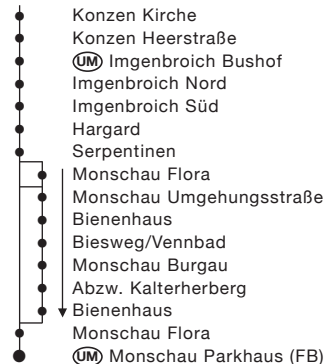 Konzen Kirche
Konzen Heerstraße
UM Imgenbroich Bushof
Imgenbroich Nord
Imgenbroich Süd
Hargard
Serpentinen
Monschau Flora
Monschau Umgehungsstraße
Bienenhaus
Biesweg/Vennbad
Monschau Burgau
Abzw. Kalterherberg
Bienenhaus
Monschau Flora
UM Monschau Parkhaus (FB)